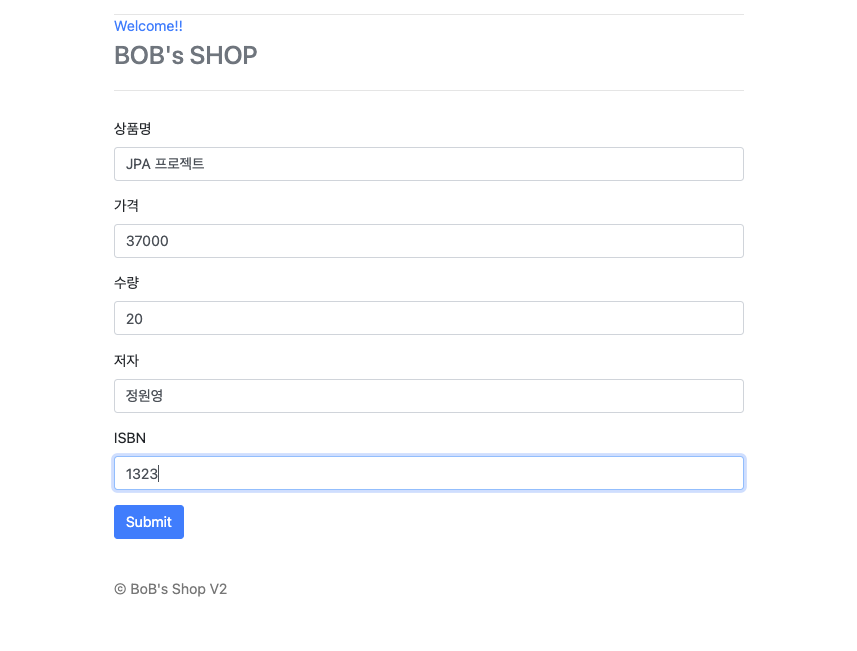 Welcome!!
BOB's SHOP
상품명
JPA 프로젝트
가격
37000
수량
20
저자
정원영
ISBN
1323
Submit
© BoB's Shop V2